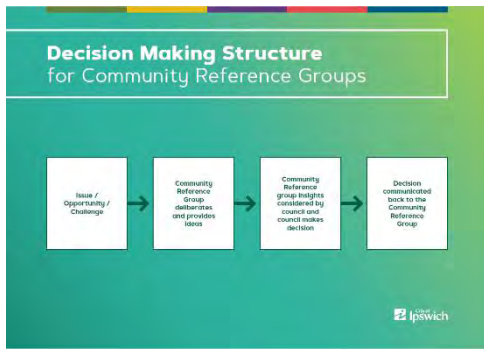 Decision Making Structure
for Community Reference Groups
Issue /
Opportunity /
Challenge
Community
Reference
Group
deliberates
and provides
ideas
Community
Reference
group insights
considered by
council and
council makes
decision
Decision
communicated
back to the
Community
Reference
Group
City of
Ipswich